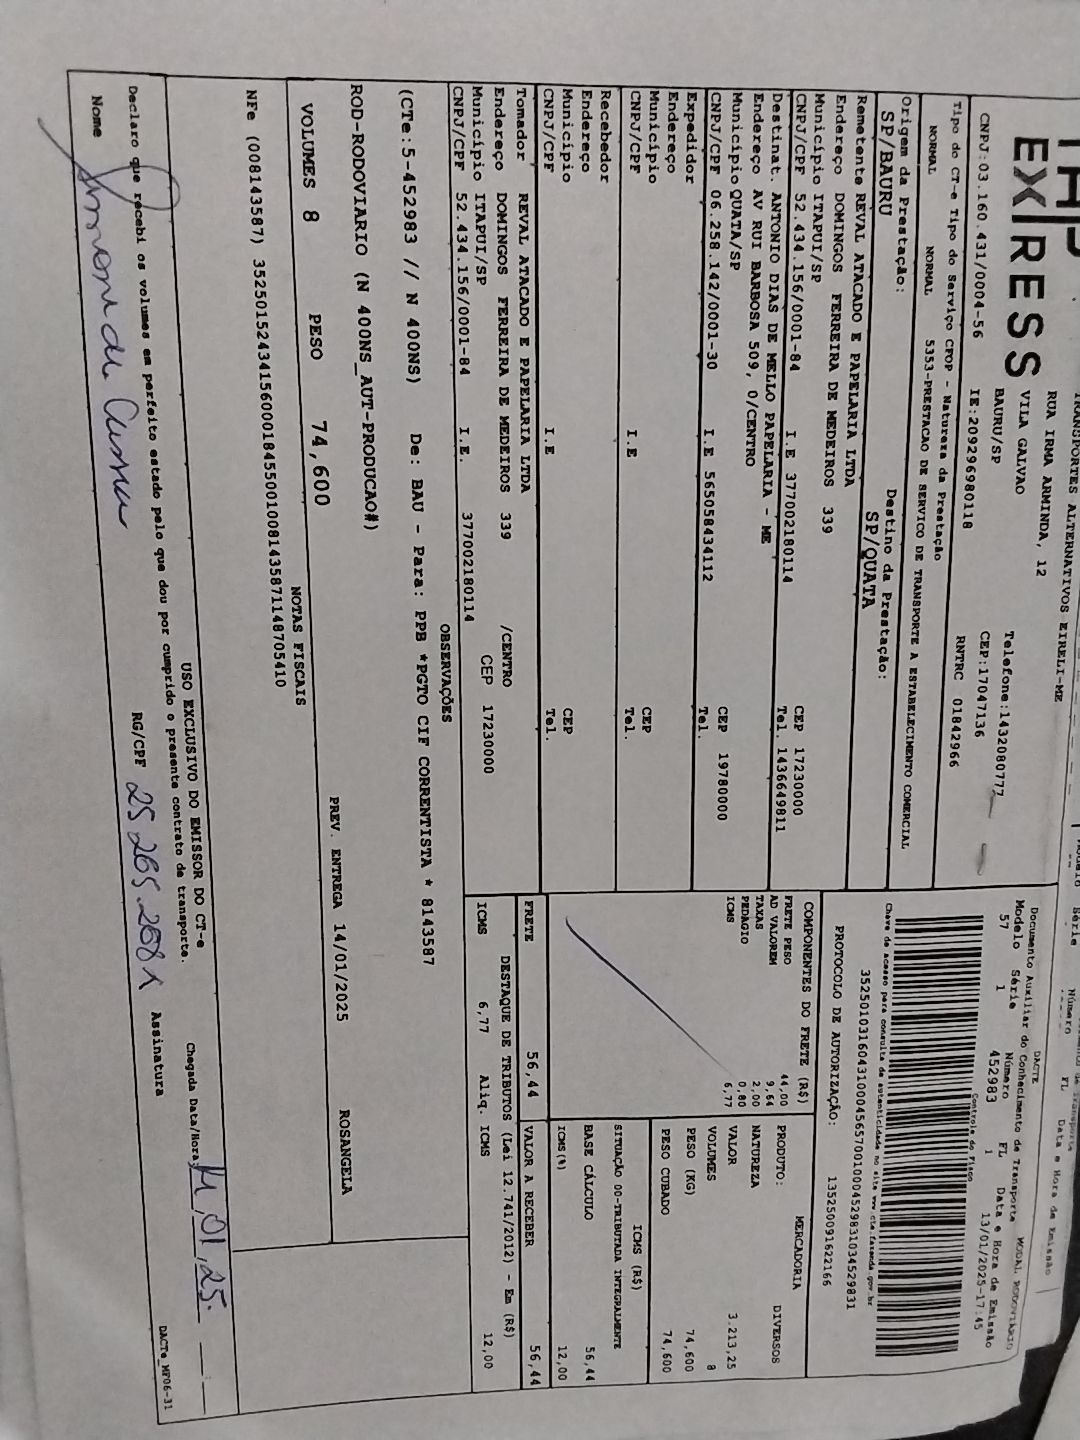 TRANSPORTES ALTERNATIVOS EIRELI-ME
EXPRESS
RUA IRMA ARMINDA, 12
VILA GALVAO
BAURU/SP
Telefone:1432080777
CEP:17047136
CNPJ:03.160.431/0004-56 IE:209296980118 RNTRC 01842966
Tipo do CT-e Tipo do Serviço CFOP - Natureza da Prestação
NORMAL NORMAL 5353-PRESTACAO DE SERVICO DE TRANSPORTE A ESTABELECIMENTO COMERCIAL
Origem da Prestação: Destino da Prestação:
SP/BAURU SP/QUATA
DACTE
Documento Auxiliar do Conhecimento de Transporte MODAL RODOVIÁRIO
Modelo Série Número FL Data e Hora de Emissão
57 1 452983 1 13/01/2025-17:45
Controle do Fisco
Chave de acesso para consulta de autenticidade no site www.cte.fazenda.gov.br
35250103160431000456570010004529831034529831
PROTOCOLO DE AUTORIZAÇÃO: 135250091622166
Remetente REVAL ATACADO E PAPELARIA LTDA
Endereço DOMINGOS FERREIRA DE MEDEIROS 339
Município ITAPUI/SP CEP 17230000
CNPJ/CPF 52.434.156/0001-84 I.E 377002180114 Tel. 1436649811
Destinat. ANTONIO DIAS DE MELLO PAPELARIA - ME
Endereço AV RUI BARBOSA 509, 0/CENTRO
Município QUATA/SP CEP 19780000
CNPJ/CPF 06.258.142/0001-30 I.E 565058434112 Tel.
Expedidor
Endereço
Município CEP
CNPJ/CPF I.E Tel.
Recebedor
Endereço
Município CEP
CNPJ/CPF I.E Tel.
Tomador REVAL ATACADO E PAPELARIA LTDA
Endereço DOMINGOS FERREIRA DE MEDEIROS 339 /CENTRO
Município ITAPUI/SP CEP 17230000
CNPJ/CPF 52.434.156/0001-84 I.E. 377002180114
COMPONENTES DO FRETE (R$)
FRETE PESO 44,00
AD VALOREM 9,64
TAXAS 2,00
PEDAGIO 0,80
ICMS 6,77
MERCADORIA
PRODUTO: DIVERSOS
NATUREZA
VALOR 3.213,25
VOLUMES 8
PESO (KG) 74,600
PESO CUBADO 74,600
ICMS (R$)
SITUAÇÃO 00-TRIBUTADA INTEGRALMENTE
BASE CÁLCULO 56,44
ICMS(%) 12,00
FRETE 56,44 VALOR A RECEBER 56,44
DESTAQUE DE TRIBUTOS (Lei 12.741/2012) - Em (R$)
ICMS 6,77 Aliq. ICMS 12,00
OBSERVAÇÕES
(CTe:5-452983 // N 400NS) De: BAU - Para: PPB *PGTO CIF CORRENTISTA * 8143587
ROD-RODOVIARIO (N 400NS_AUT-PRODUCAO#)
VOLUMES 8 PESO 74,600 PREV. ENTREGA 14/01/2025 ROSANGELA
NOTAS FISCAIS
NFe (008143587) 35250152434156000184550010081435871148705410
USO EXCLUSIVO DO EMISSOR DO CT-e
Declaro que recebi os volumes em perfeito estado pelo que dou por cumprido o presente contrato de transporte.
Chegada Data/Hora: 14,01,25.
Nome RG/CPF 25 265.268 Assinatura
DACTe_MF06-31